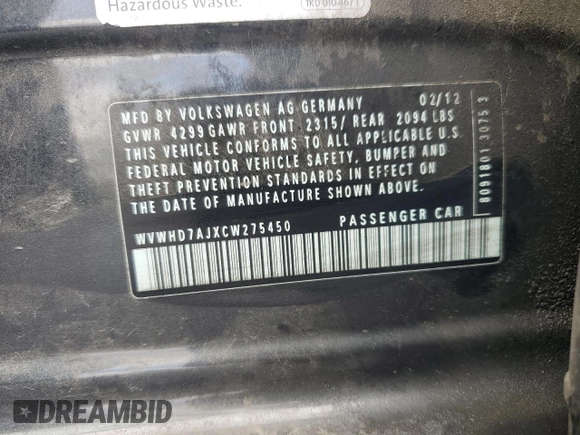 Hazardous Waste.
MFD BY VOLKSWAGEN AG GERMANY 02/12
GVWR 4299 GAWR FRONT 2315/ REAR 2094 LBS
THIS VEHICLE CONFORMS TO ALL APPLICABLE U.S.
FEDERAL MOTOR VEHICLE SAFETY, BUMPER AND
THEFT PREVENTION STANDARDS IN EFFECT ON
THE DATE OF MANUFACTURE SHOWN ABOVE.
WVWHD7AJXCW275450 PASSENGER CAR
8091801 3075 3
DREAMBID